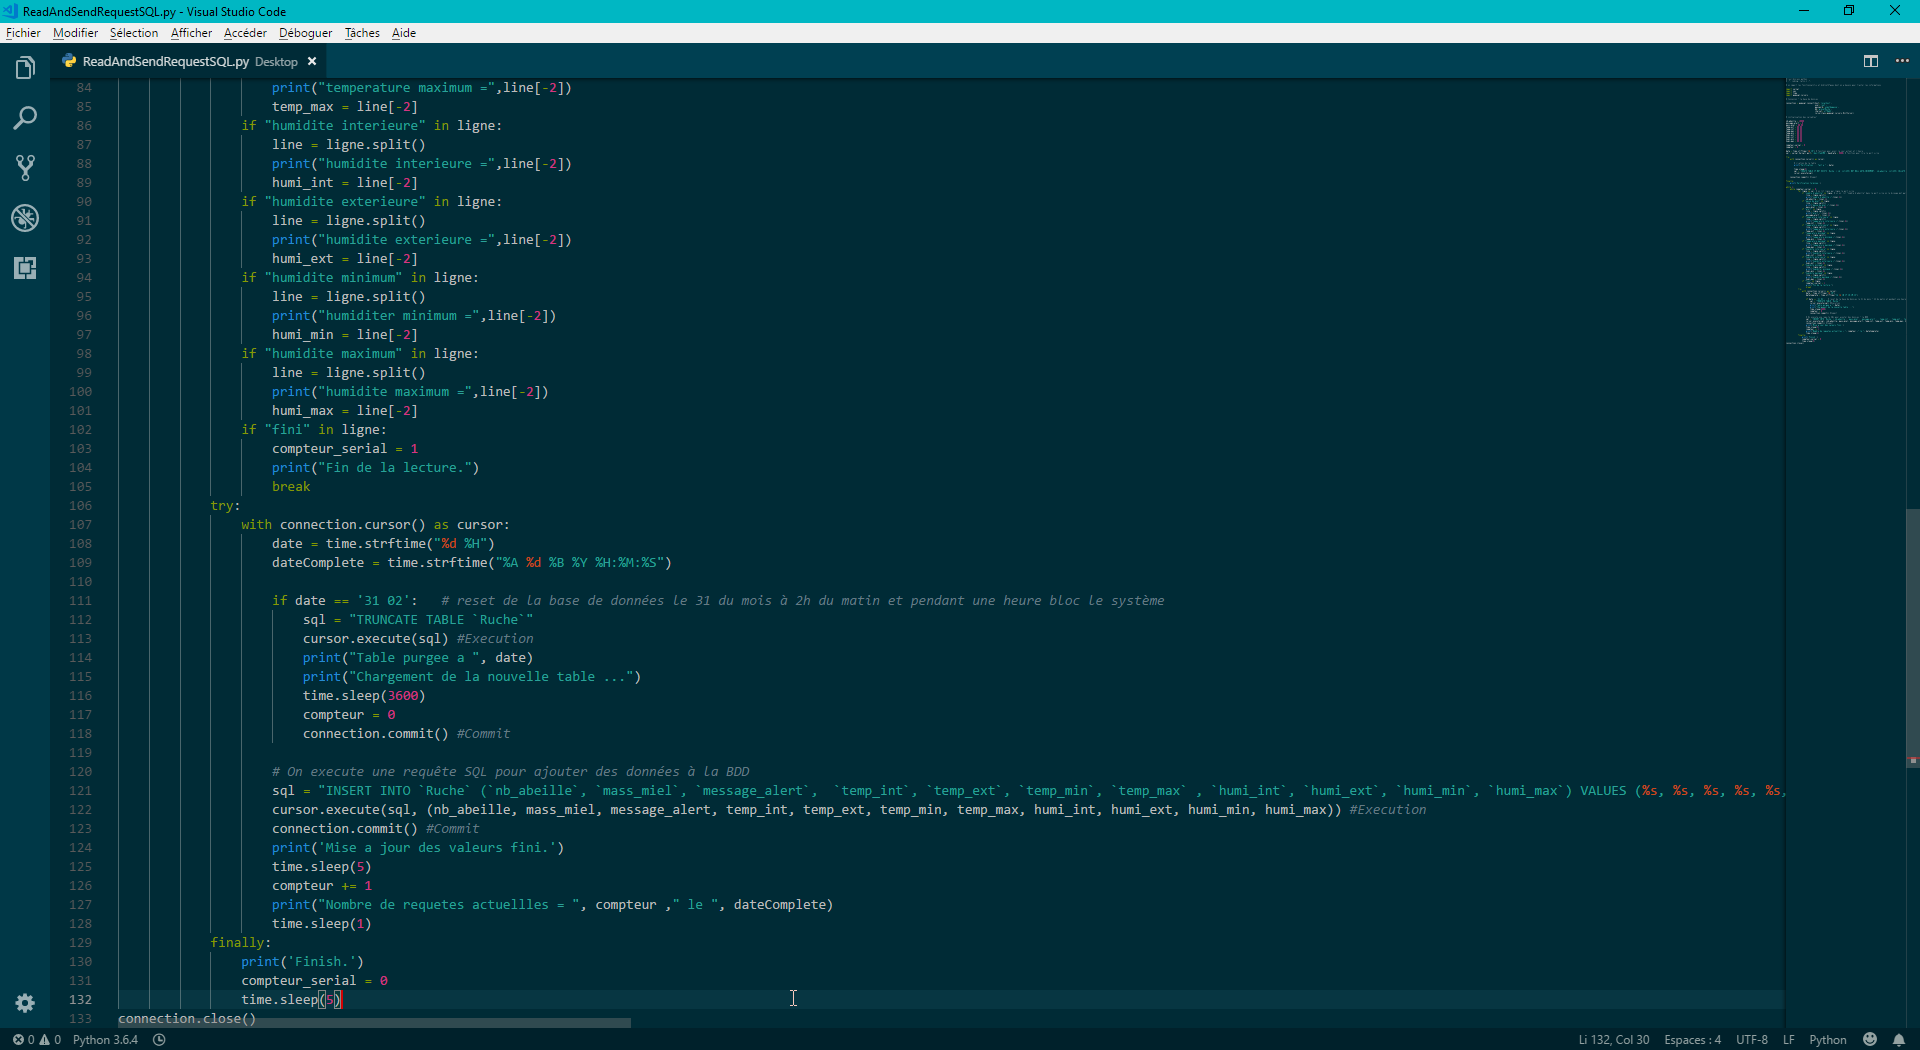 ReadAndSendRequestSQL.py - Visual Studio Code
Fichier Modifier Sélection Afficher Accéder Déboguer Tâches Aide
ReadAndSendRequestSQL.py Desktop
84 print("temperature maximum =",line[-2])
85 temp_max = line[-2]
86 if "humidite interieure" in ligne:
87 line = ligne.split()
88 print("humidite interieure =",line[-2])
89 humi_int = line[-2]
90 if "humidite exterieure" in ligne:
91 line = ligne.split()
92 print("humidite exterieure =",line[-2])
93 humi_ext = line[-2]
94 if "humidite minimum" in ligne:
95 line = ligne.split()
96 print("humiditer minimum =",line[-2])
97 humi_min = line[-2]
98 if "humidite maximum" in ligne:
99 line = ligne.split()
100 print("humidite maximum =",line[-2])
101 humi_max = line[-2]
102 if "fini" in ligne:
103 compteur_serial = 1
104 print("Fin de la lecture.")
105 break
106 try:
107 with connection.cursor() as cursor:
108 date = time.strftime("%d %H")
109 dateComplete = time.strftime("%A %d %B %Y %H:%M:%S")
110
111 if date == '31 02': # reset de la base de données le 31 du mois à 2h du matin et pendant une heure bloc le système
112 sql = "TRUNCATE TABLE `Ruche`"
113 cursor.execute(sql) #Execution
114 print("Table purgee a ", date)
115 print("Chargement de la nouvelle table ...")
116 time.sleep(3600)
117 compteur = 0
118 connection.commit() #Commit
119
120 # On execute une requête SQL pour ajouter des données à la BDD
121 sql = "INSERT INTO `Ruche` (`nb_abeille`, `mass_miel`, `message_alert`,  `temp_int`, `temp_ext`, `temp_min`, `temp_max` , `humi_int`, `humi_ext`, `humi_min`, `humi_max`) VALUES (%s, %s, %s, %s, %s,
122 cursor.execute(sql, (nb_abeille, mass_miel, message_alert, temp_int, temp_ext, temp_min, temp_max, humi_int, humi_ext, humi_min, humi_max)) #Execution
123 connection.commit() #Commit
124 print('Mise a jour des valeurs fini.')
125 time.sleep(5)
126 compteur += 1
127 print("Nombre de requetes actuellles = ", compteur ," le ", dateComplete)
128 time.sleep(1)
129 finally:
130 print('Finish.')
131 compteur_serial = 0
132 time.sleep(5)
133 connection.close()
0 0 Python 3.6.4 Li 132, Col 30 Espaces : 4 UTF-8 LF Python